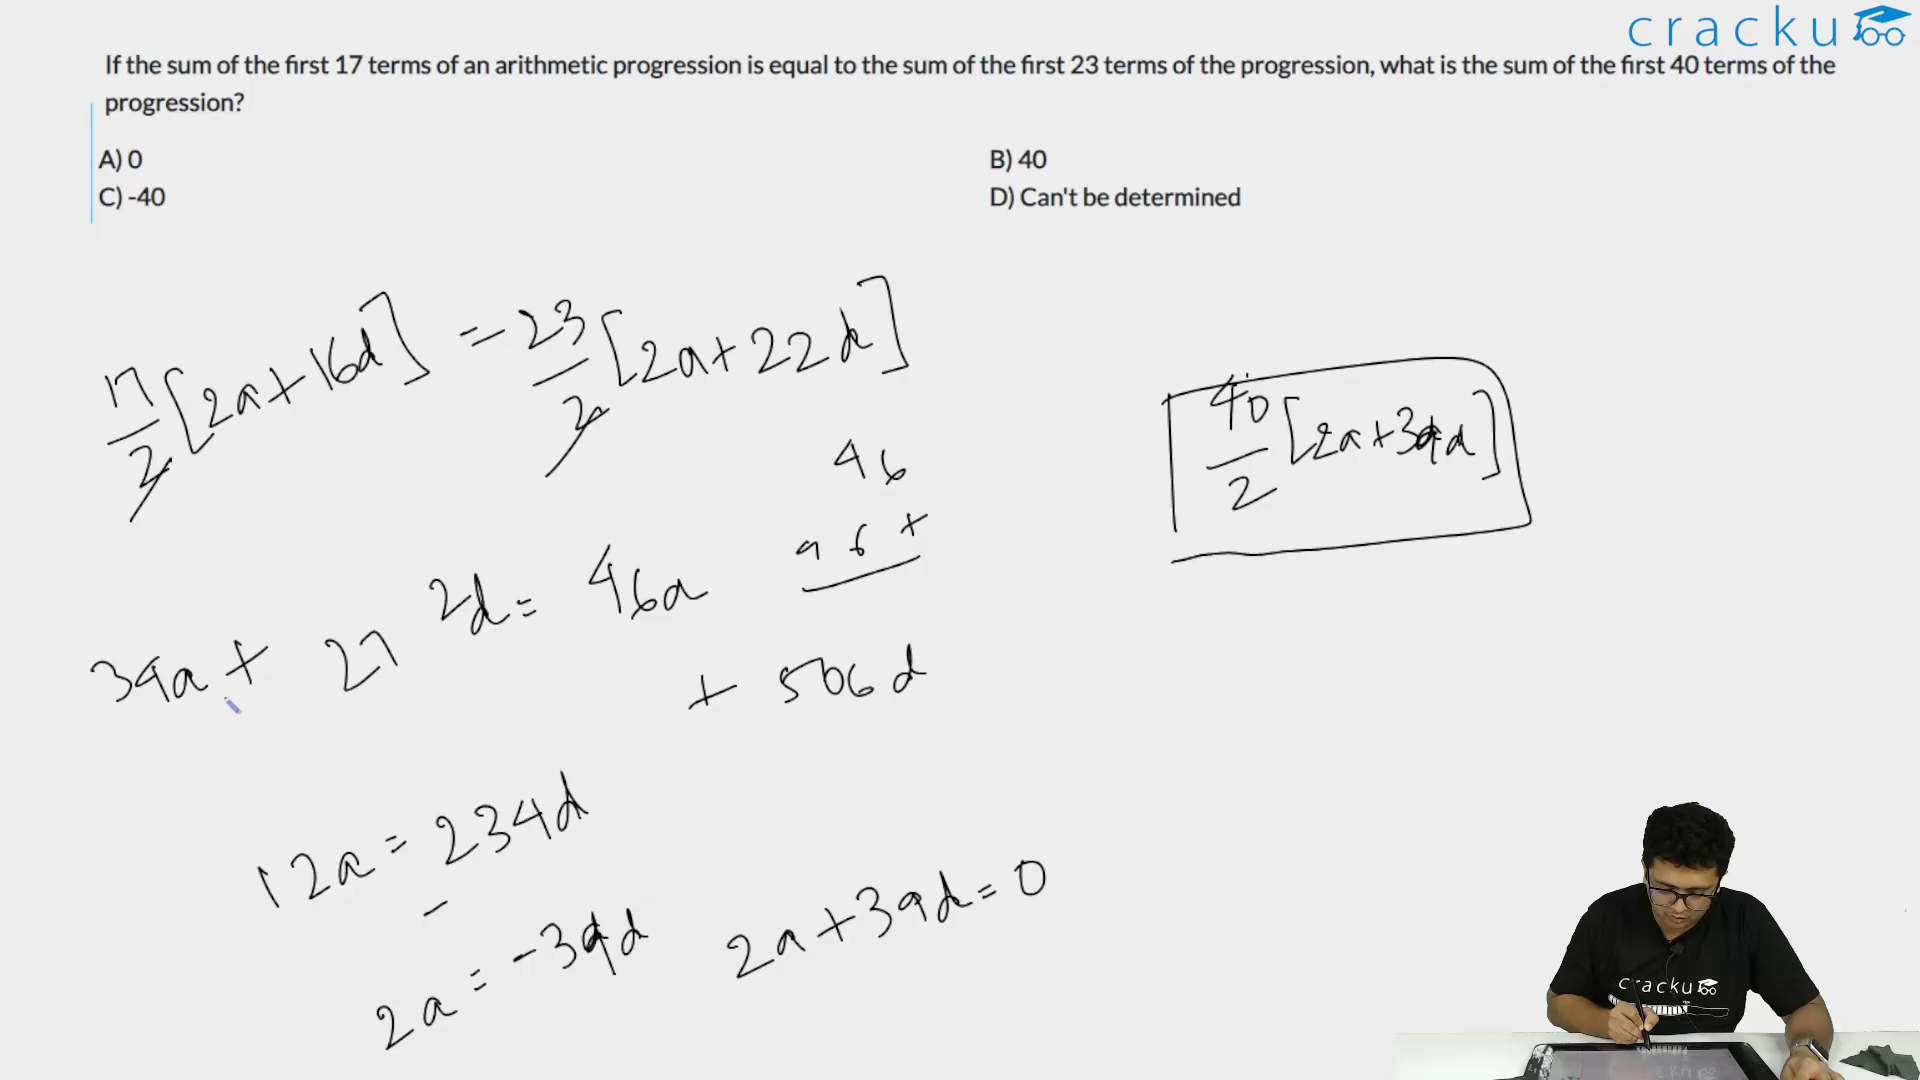 cracku
If the sum of the first 17 terms of an arithmetic progression is equal to the sum of the first 23 terms of the progression, what is the sum of the first 40 terms of the
progression?
A) 0
B) 40
C) -40
D) Can't be determined
17/2 [2a+16d] = 23/2 [2a+22d]
40/2 [2a+39d]
46
46+
34a + 272d = 46a
+ 506d
12a = 234d
-
2a = -39d
2a+39d=0
cracku